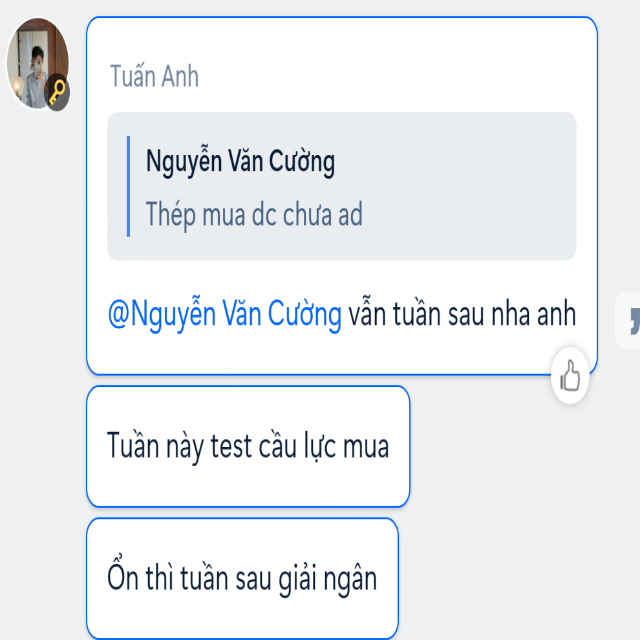 Tuấn Anh
Nguyễn Văn Cường
Thép mua dc chưa ad
@Nguyễn Văn Cường vẫn tuần sau nha anh
Tuần này test cầu lực mua
Ổn thì tuần sau giải ngân